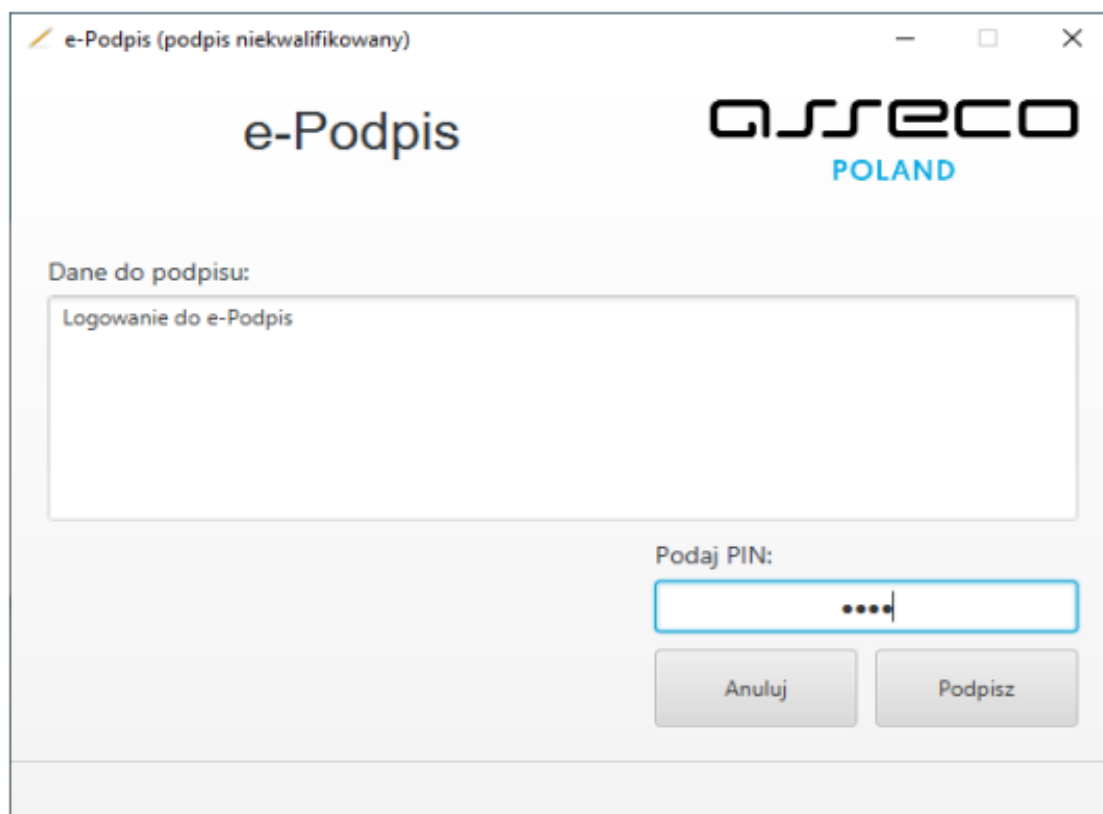 e-Podpis (podpis niekwalifikowany)
e-Podpis
asseco
POLAND
Dane do podpisu:
Logowanie do e-Podpis
Podaj PIN:
••••
Anuluj
Podpisz